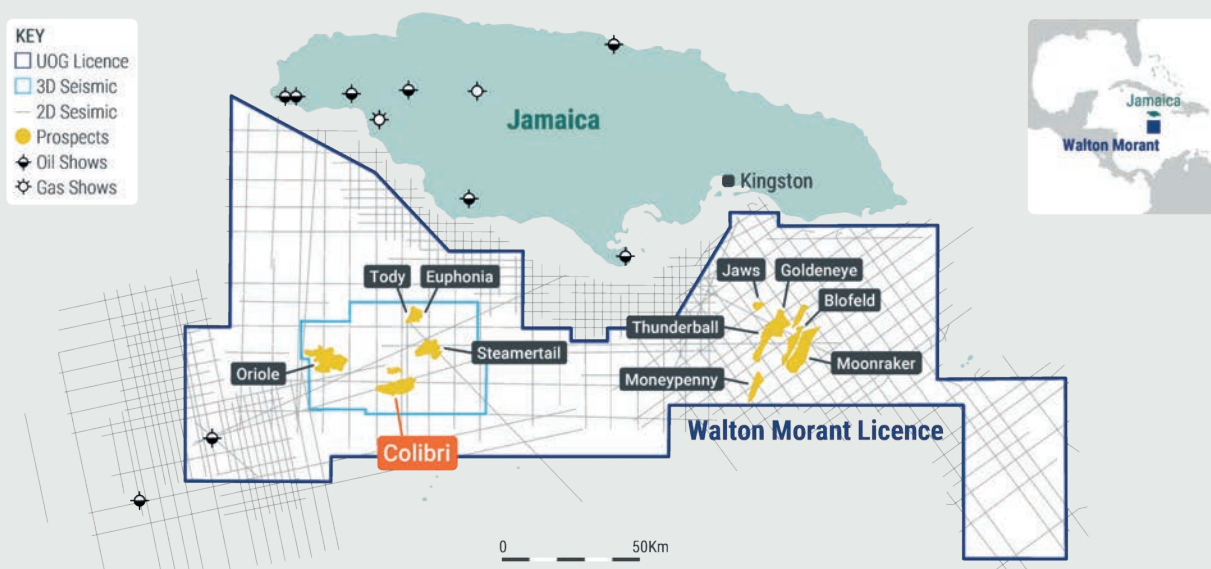 KEY
UOG Licence
3D Seismic
2D Sesimic
Prospects
Oil Shows
Gas Shows
Jamaica
Kingston
Jamaica
Walton Morant
Tody
Euphonia
Steamertail
Oriole
Colibri
Jaws
Goldeneye
Blofeld
Thunderball
Moonraker
Moneypenny
Walton Morant Licence
0
50Km